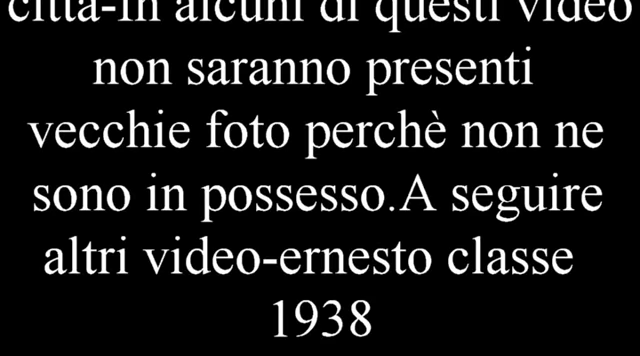 città-in alcuni di questi video
non saranno presenti
vecchie foto perchè non ne
sono in possesso.A seguire
altri video-ernesto classe
1938